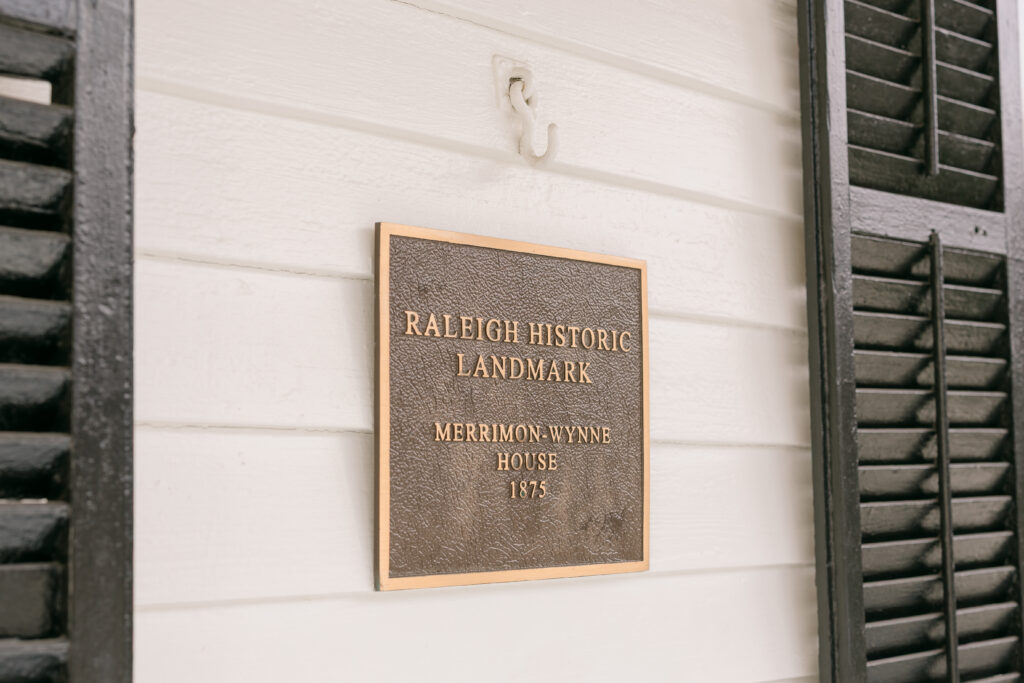 RALEIGH HISTORIC
LANDMARK
MERRIMON-WYNNE
HOUSE
1875